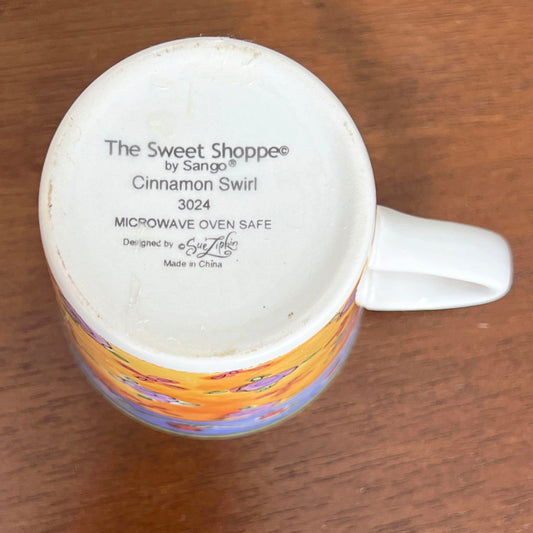 The Sweet Shoppe©
by Sango®
Cinnamon Swirl
3024
MICROWAVE OVEN SAFE
Designed by ©Sue Zipkin
Made in China